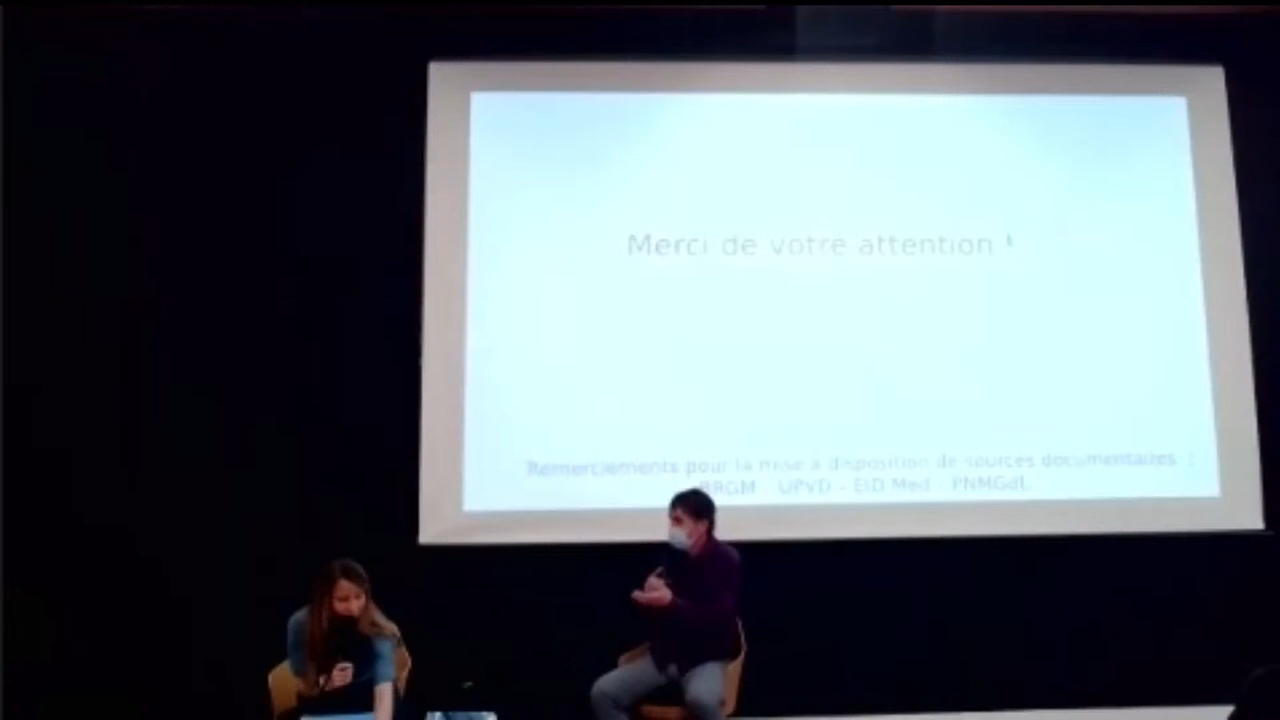 Merci de votre attention !
Remerciements pour la mise à disposition de sources documentaires :
BRGM - UPVD - EID Med - PNMGdL